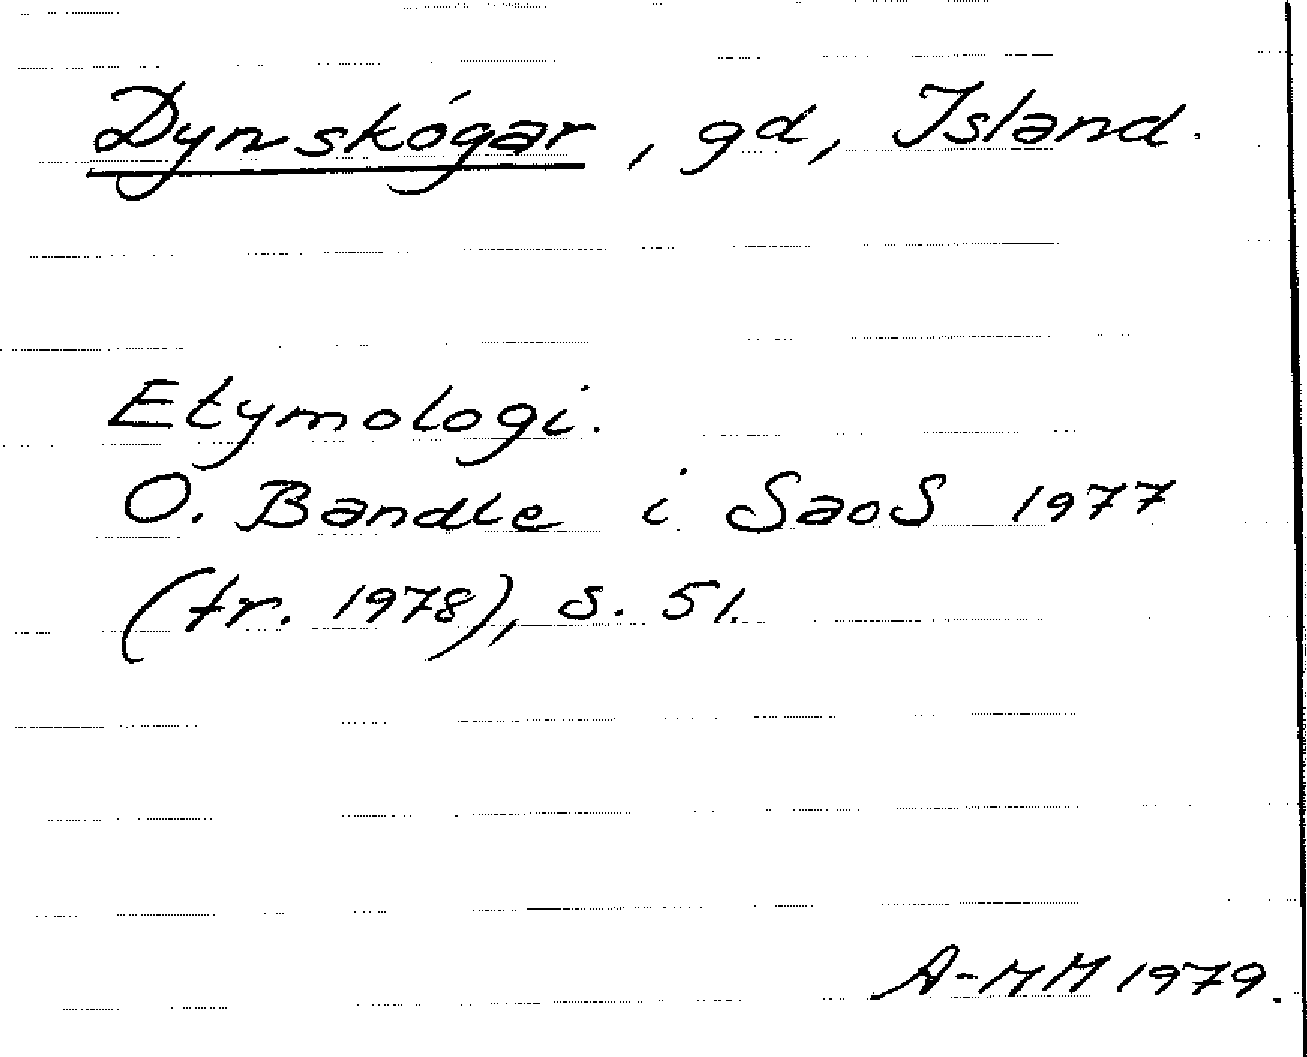 Dynskógar, gd, Island.
Etymologi.
O. Bandle i SaoS 1977
(tr. 1978), s. 51.
A-MM 1979.